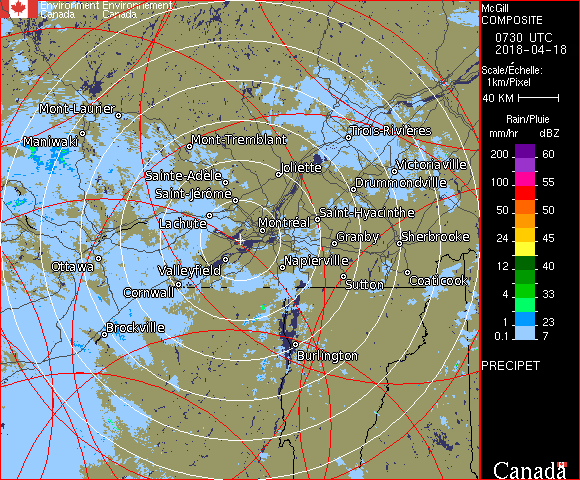 Environment Environnement
Canada Canada
McGill
COMPOSITE
0730 UTC
2018-04-18
Scale/Échelle:
1km/Pixel
40 KM
Rain/Pluie
mm/hr dBZ
200 60
100 55
50 50
24 45
12 40
4 33
1 23
0.1 7
PRECIPET
Canada
Mont-Laurier
Maniwaki
Mont-Tremblant
Trois-Rivières
Sainte-Adèle
Joliette
Victoriaville
Saint-Jérôme
Drummondville
Lachute
Montréal
Saint-Hyacinthe
Granby
Sherbrooke
Ottawa
Valleyfield
Napierville
Cornwall
Sutton
Coaticook
Brockville
Burlington